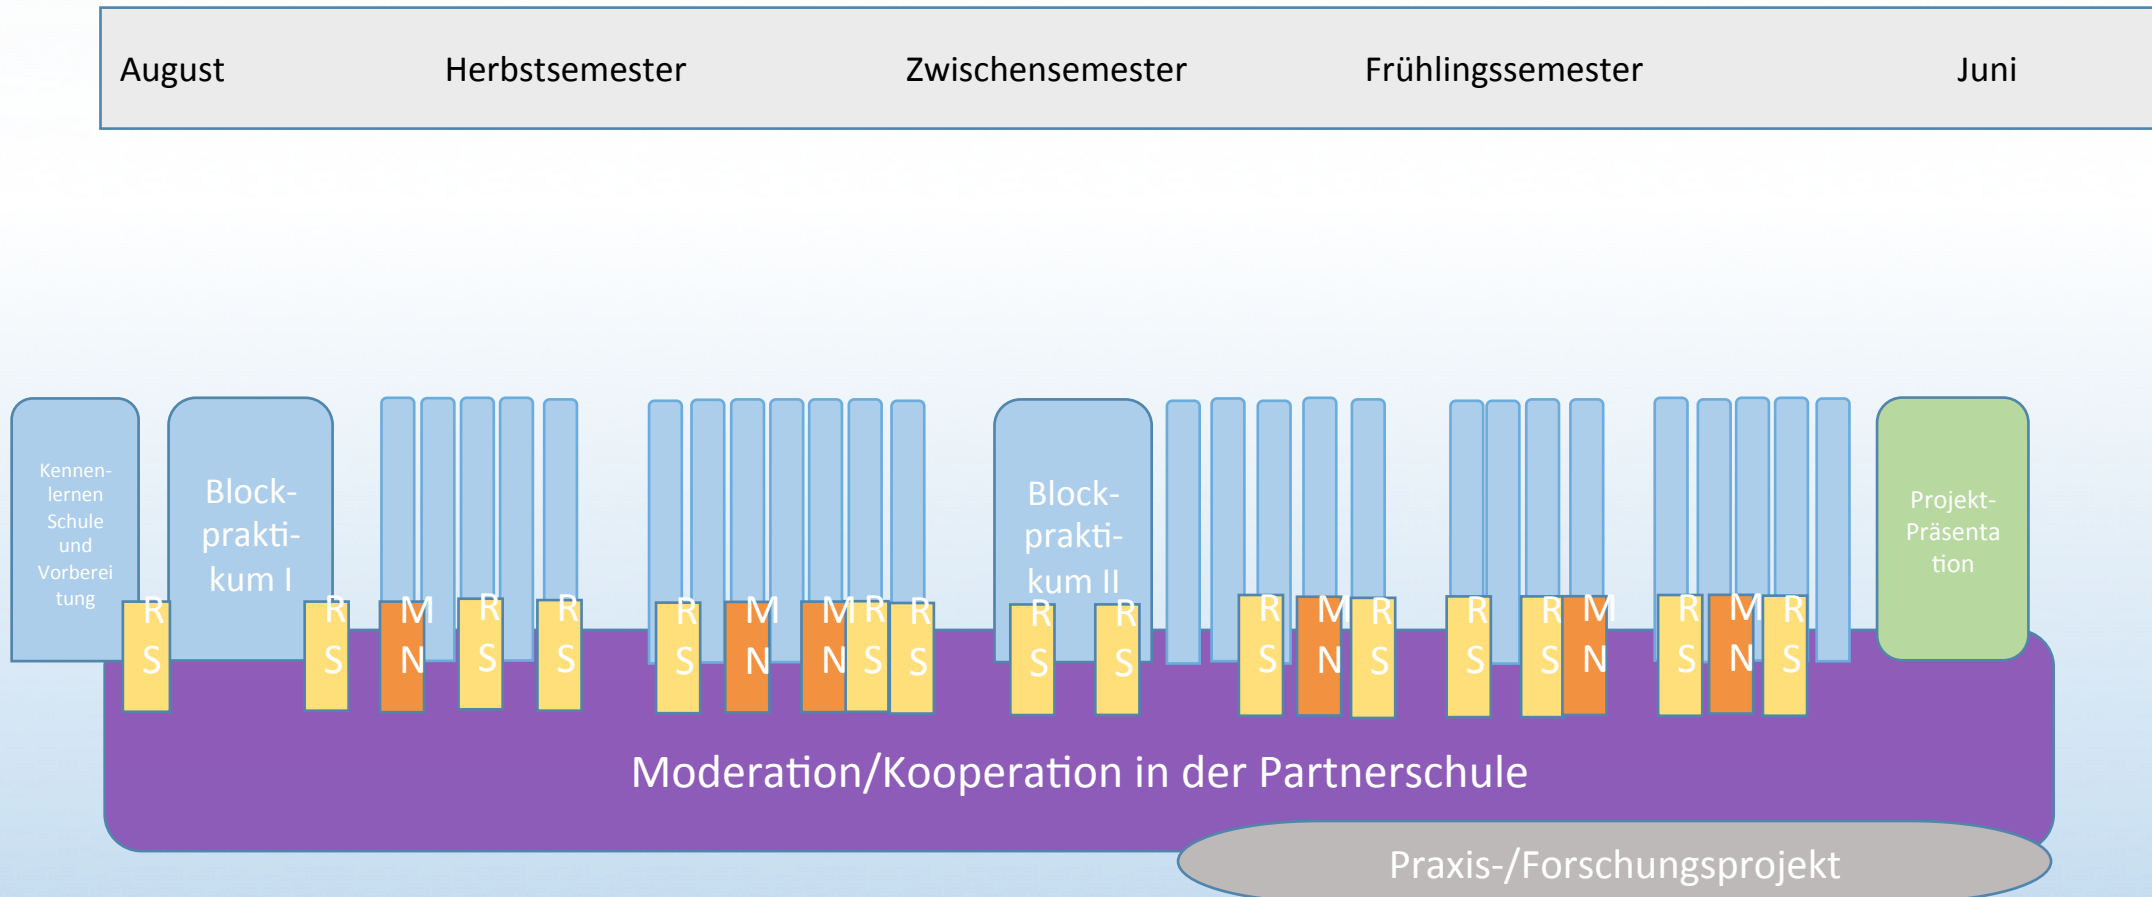 August Herbstsemester Zwischensemester Frühlingssemester Juni
Kennen-
lernen
Schule
und
Vorberei
tung
Block-
prakti-
kum I
Block-
prakti-
kum II
Projekt-
Präsenta
tion
R R M R R R M M R R R R R M R R R M R M R
S S N S S S N N S S S S S N S S S N S N S
Moderation/Kooperation in der Partnerschule
Praxis-/Forschungsprojekt